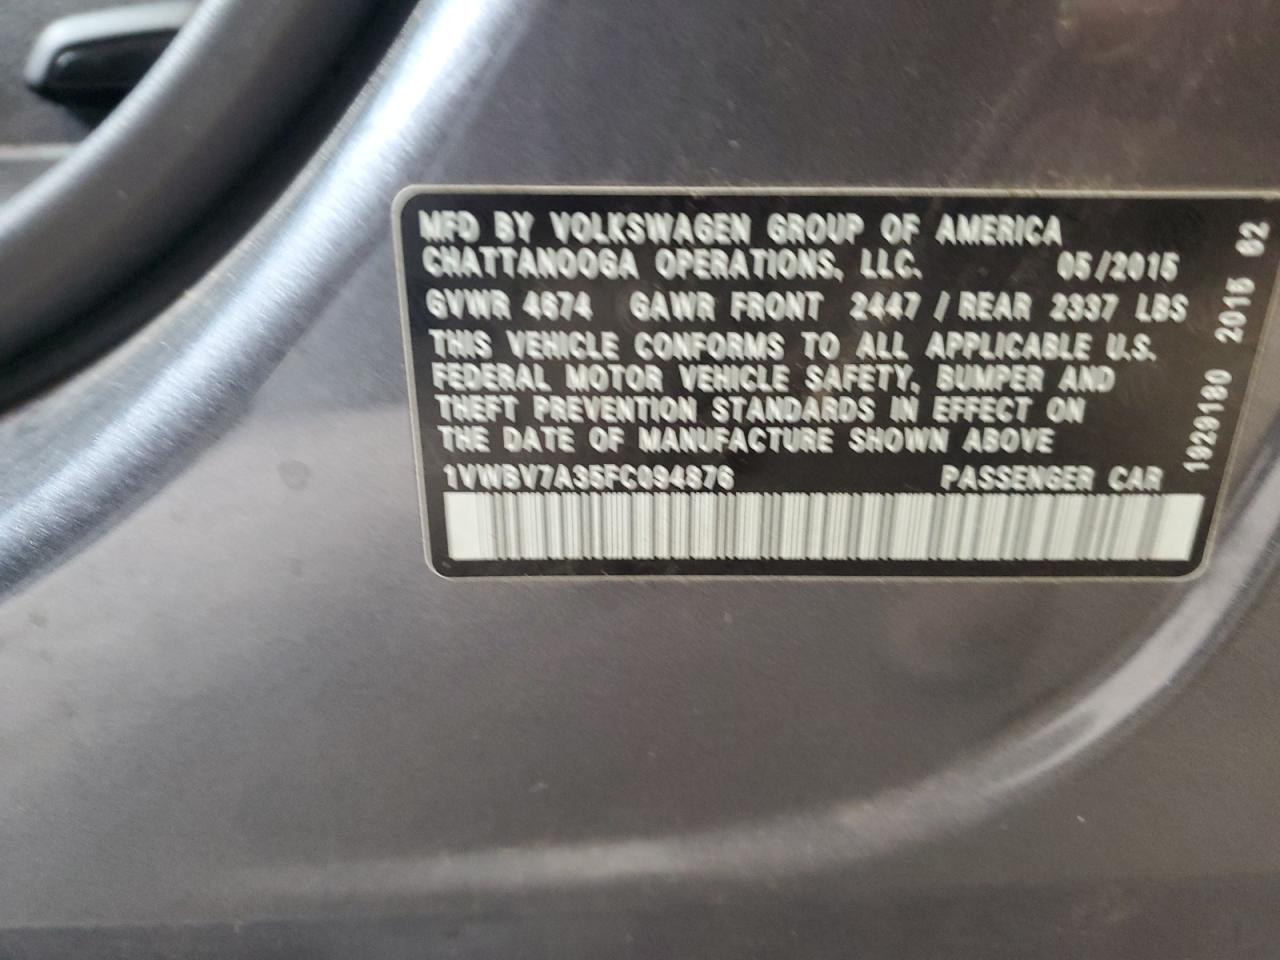 MFD BY VOLKSWAGEN GROUP OF AMERICA
CHATTANOOGA OPERATIONS, LLC. 05/2015
GVWR 4674 GAWR FRONT 2447 / REAR 2337 LBS
THIS VEHICLE CONFORMS TO ALL APPLICABLE U.S.
FEDERAL MOTOR VEHICLE SAFETY, BUMPER AND
THEFT PREVENTION STANDARDS IN EFFECT ON
THE DATE OF MANUFACTURE SHOWN ABOVE
1VWBV7A35FC094876 PASSENGER CAR
1929180 2015 62